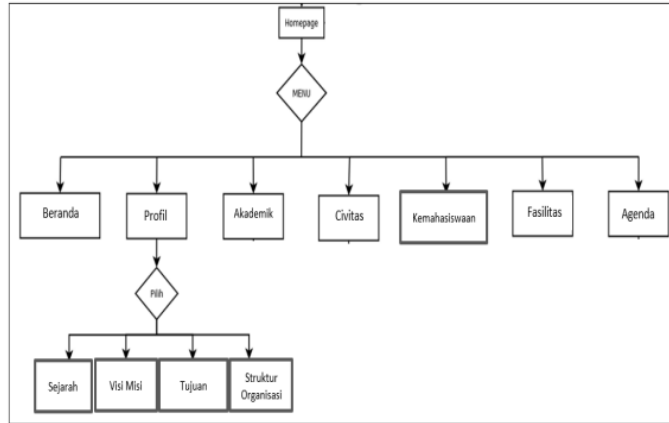 Homepage
MENU
Beranda
Profil
Akademik
Civitas
Kemahasiswaan
Fasilitas
Agenda
Pilih
Sejarah
Visi Misi
Tujuan
Struktur
Organisasi